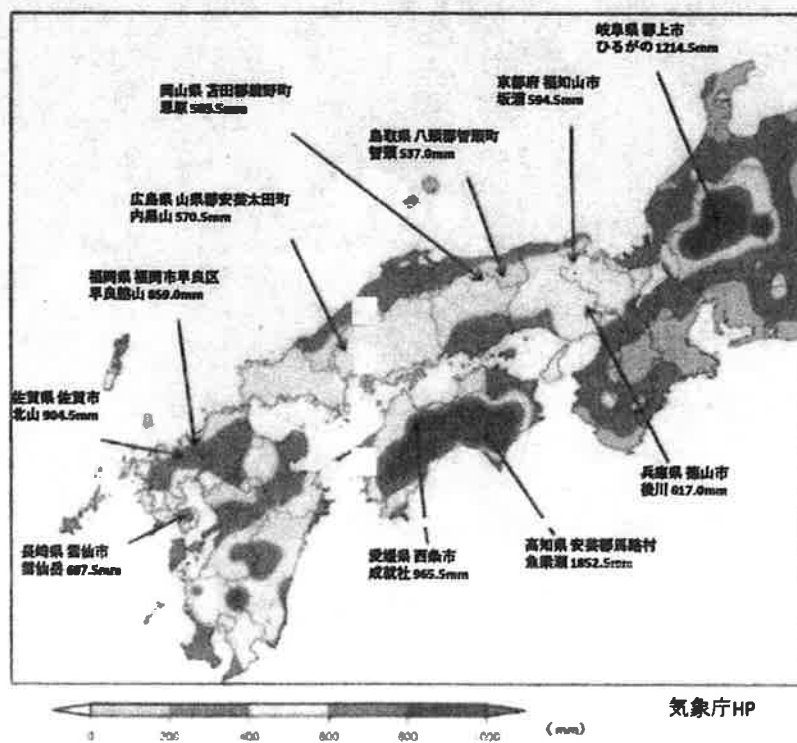 岐阜県 郡上市
ひるがの 1214.5mm
岡山県 苫田郡鏡野町
恩原
京都府 福知山市
坂浦 594.5mm
鳥取県 八頭郡智頭町
智頭 537.0mm
広島県 山県郡安芸太田町
内黒山 570.5mm
福岡県 福岡市早良区
早良脇山 859.0mm
佐賀県 佐賀市
北山 904.5mm
兵庫県 篠山市
後川 617.0mm
長崎県 雲仙市
雲仙岳 687.5mm
愛媛県 西条市
成就社 965.5mm
高知県 安芸郡馬路村
魚梁瀬 1852.5mm
0 200 400 600 800 1000 (mm)
気象庁HP